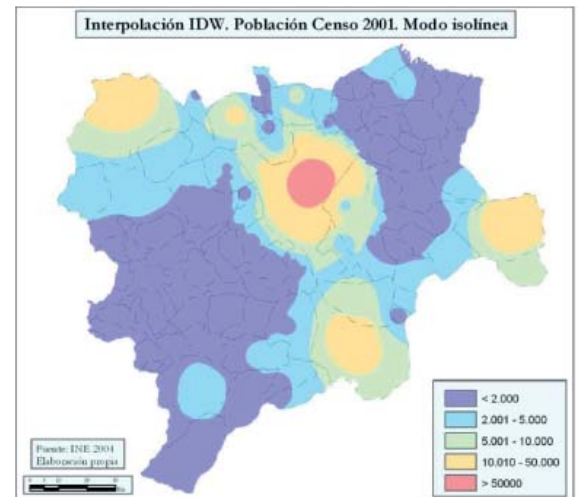 Interpolación IDW. Población Censo 2001. Modo isolínea
< 2.000
2.001 - 5.000
5.001 - 10.000
10.010 - 50.000
> 50000
Fuente: INE 2004
Elaboración propia